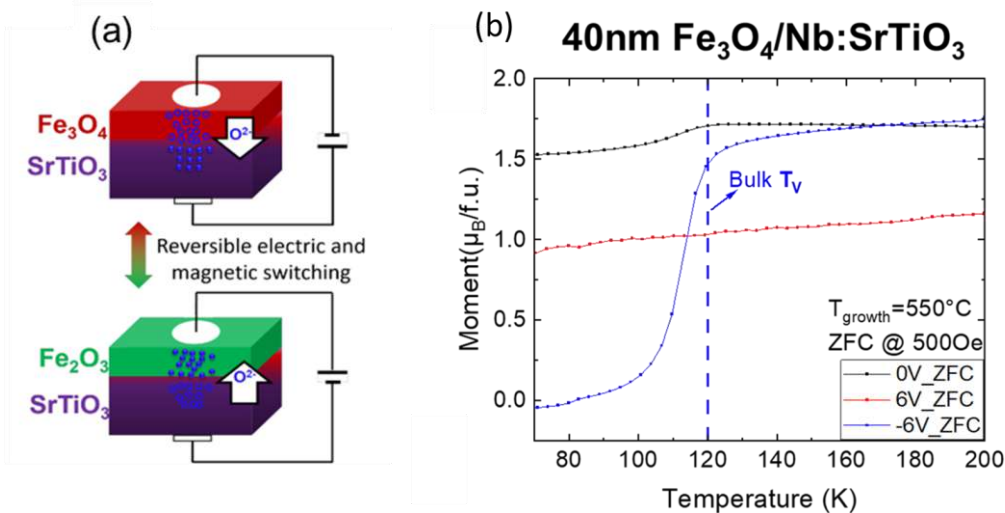 (a)
Fe₃O₄
SrTiO₃
O²⁻
Reversible electric and
magnetic switching
Fe₂O₃
SrTiO₃
O²⁻
(b)
40nm Fe₃O₄/Nb:SrTiO₃
Moment(μB/f.u.)
2.0
1.5
1.0
0.5
0.0
Bulk TV
Tgrowth=550°C
ZFC @ 500Oe
0V_ZFC
6V_ZFC
-6V_ZFC
80 100 120 140 160 180 200
Temperature (K)